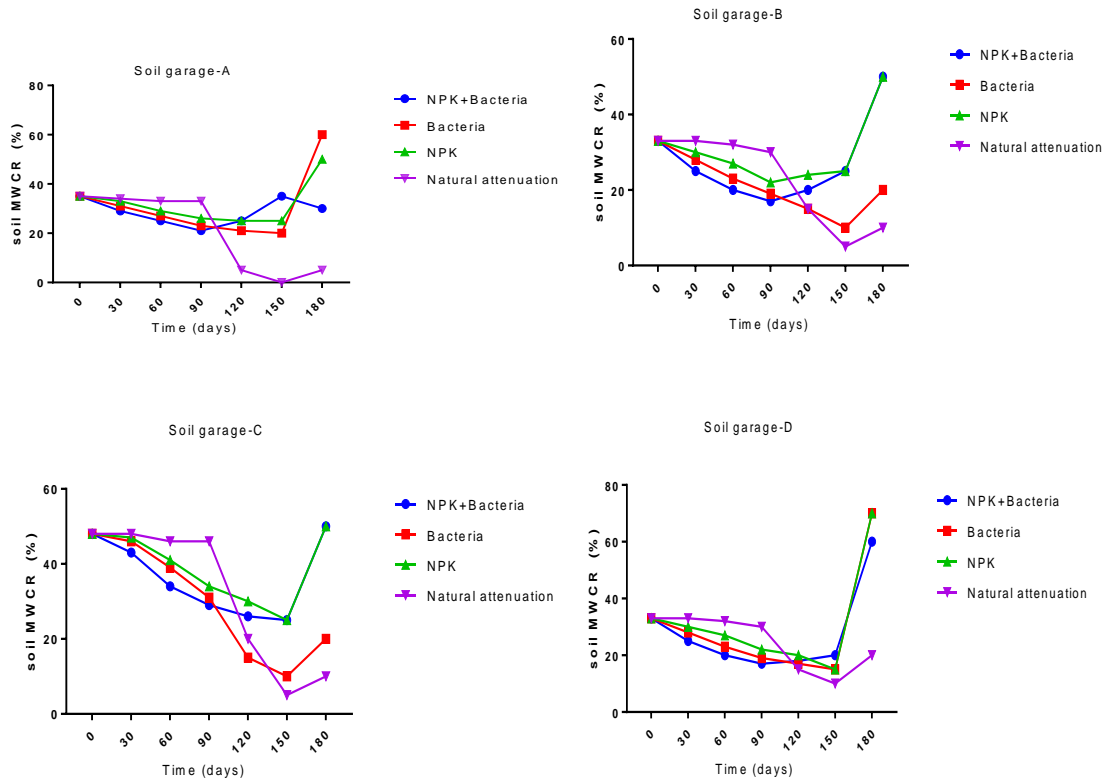 Soil garage-A
80
60
40
20
0
soil MWCR (%)
0 30 60 90 120 150 180
Time (days)
NPK+Bacteria
Bacteria
NPK
Natural attenuation
Soil garage-B
60
40
20
0
soil MWCR (%)
0 30 60 90 120 150 180
Time (days)
NPK+Bacteria
Bacteria
NPK
Natural attenuation
Soil garage-C
60
40
20
0
soil MWCR (%)
0 30 60 90 120 150 180
Time (days)
NPK+Bacteria
Bacteria
NPK
Natural attenuation
Soil garage-D
80
60
40
20
0
soil MWCR (%)
0 30 60 90 120 150 180
Time (days)
NPK+Bacteria
Bacteria
NPK
Natural attenuation